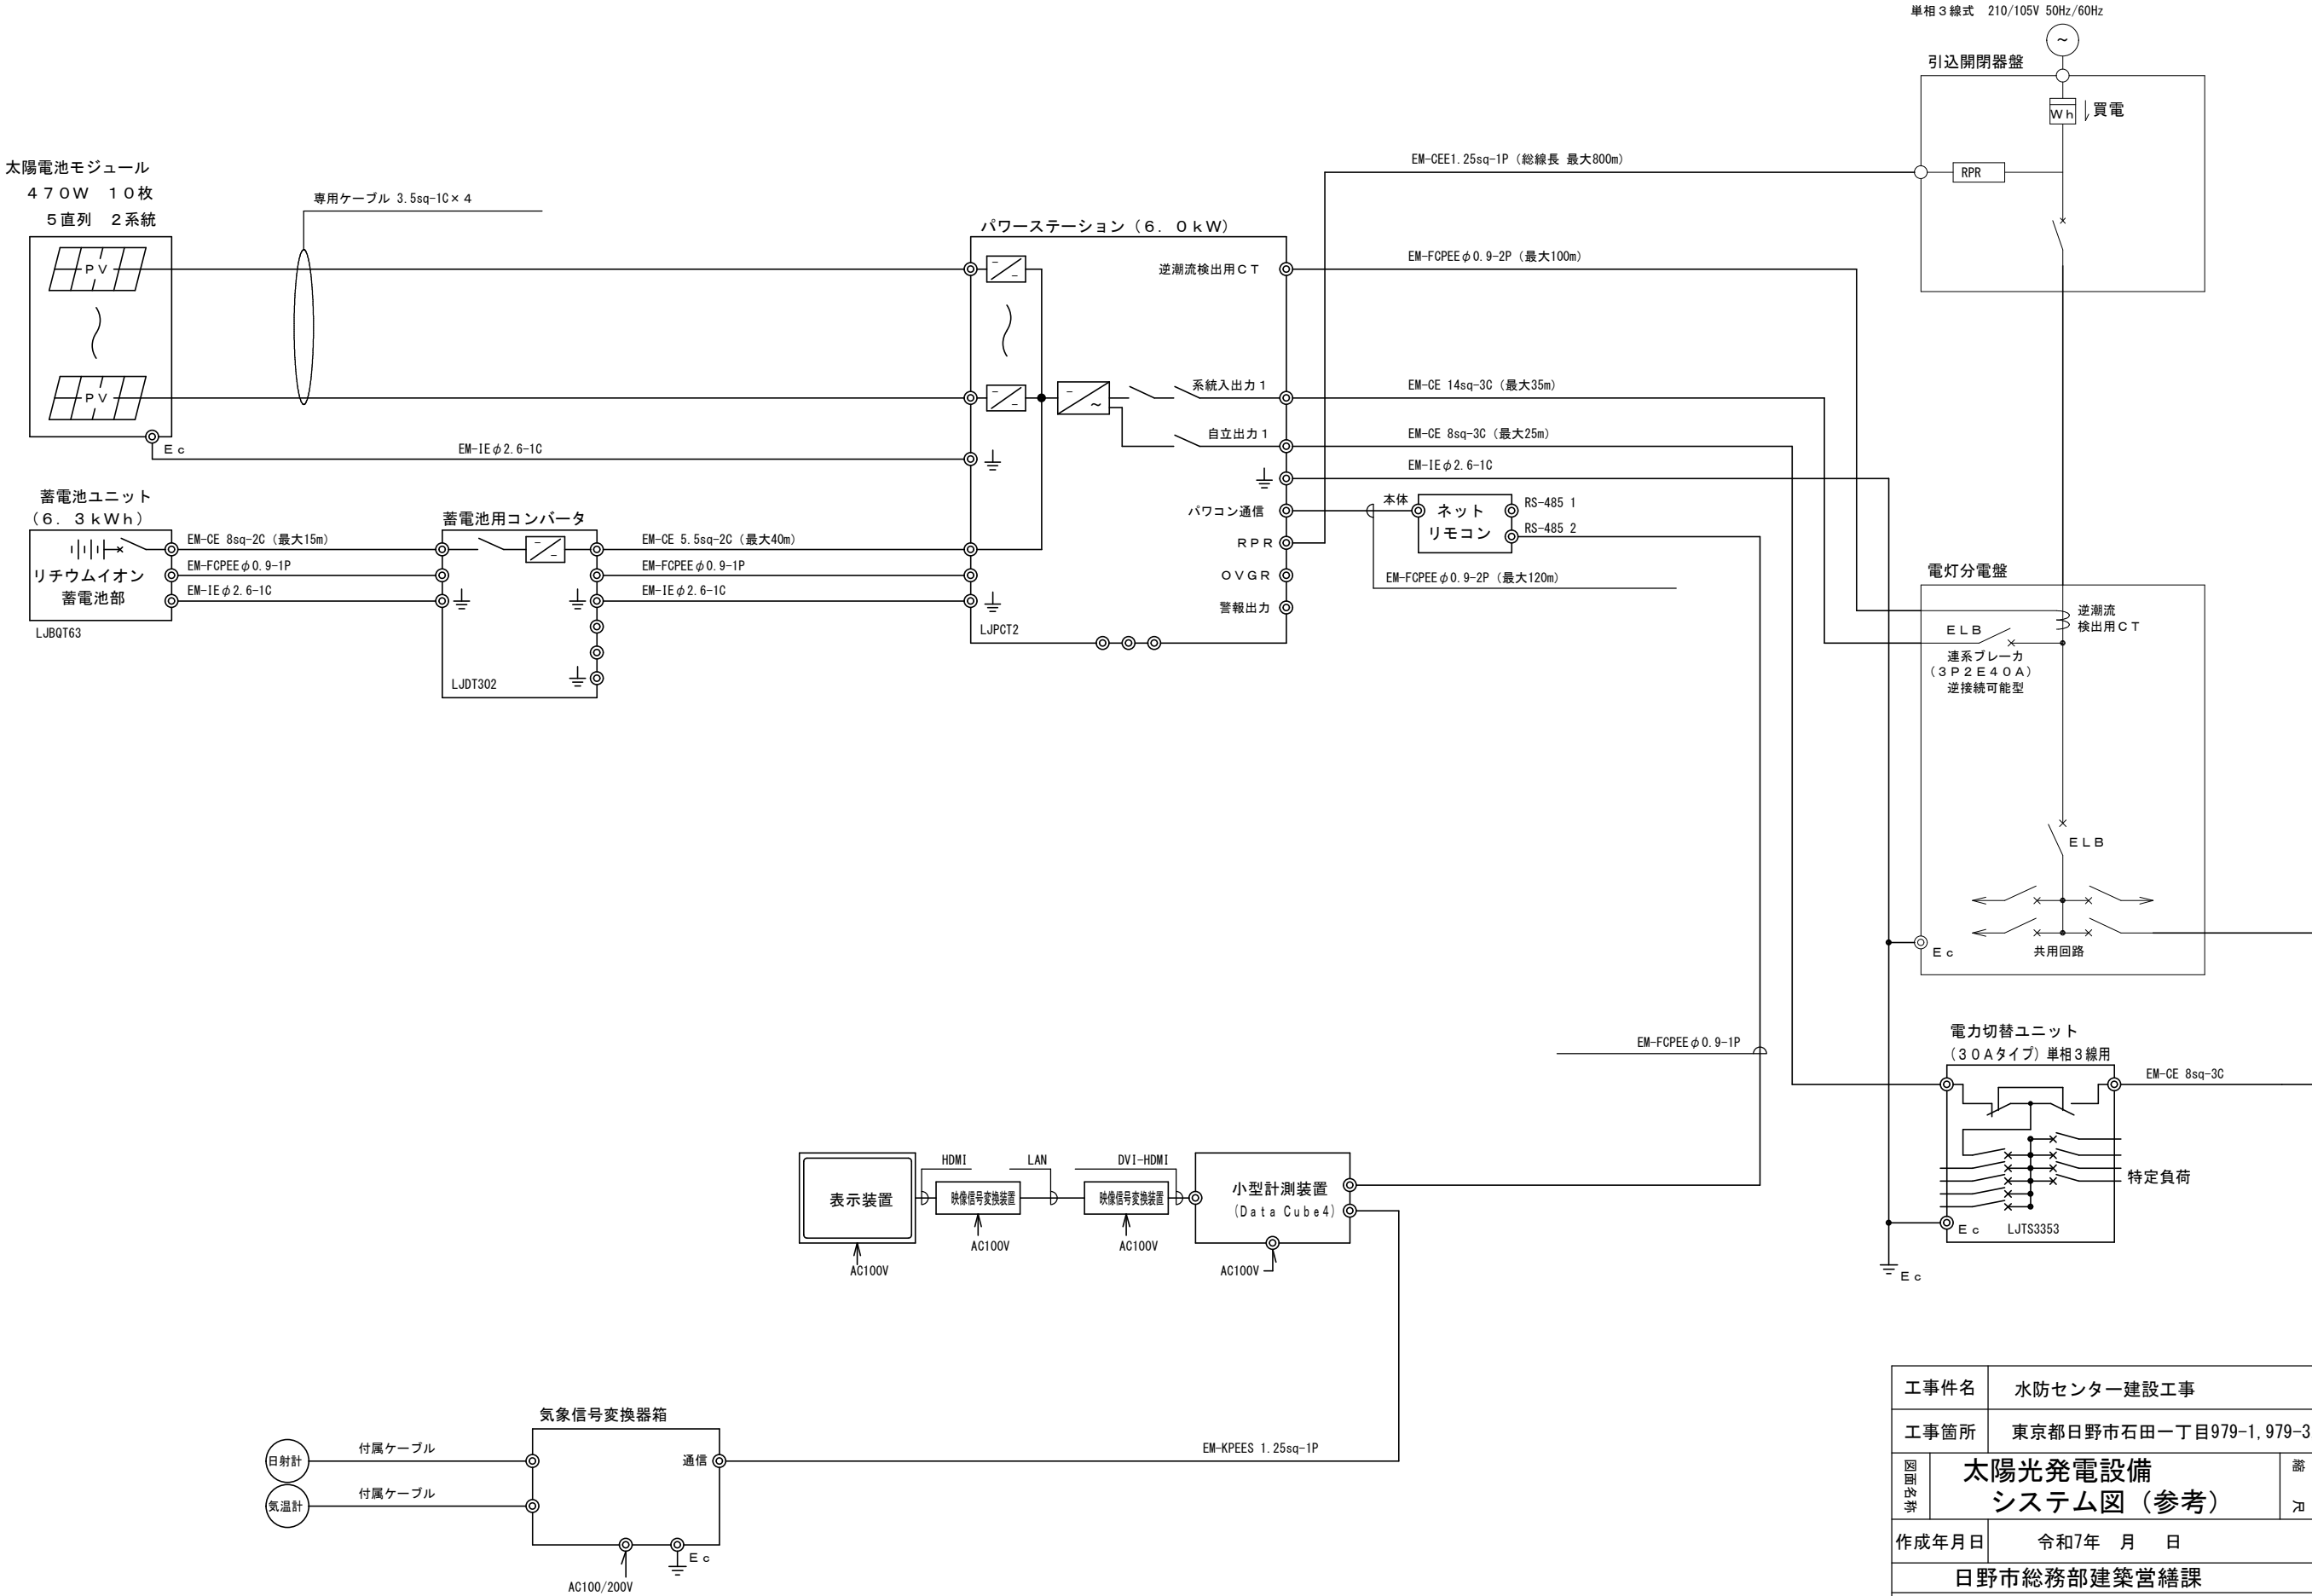 単相３線式　210/105V 50Hz/60Hz
～
引込開閉器盤
Wh
買電
RPR
EM-CEE1.25sq-1P（総線長 最大800m）
太陽電池モジュール
４７０Ｗ　１０枚
５直列　２系統
専用ケーブル 3.5sq-1C×４
ＰＶ
ＰＶ
Ｅｃ
EM-IEφ2.6-1C
パワーステーション（６．０ｋＷ）
逆潮流検出用ＣＴ
系統入出力１
自立出力１
パワコン通信
ＲＰＲ
ＯＶＧＲ
警報出力
LJPCT2
EM-FCPEEφ0.9-2P（最大100m）
EM-CE 14sq-3C（最大35m）
EM-CE 8sq-3C（最大25m）
EM-IEφ2.6-1C
本体
ネット
リモコン
RS-485 1
RS-485 2
EM-FCPEEφ0.9-2P（最大120m）
蓄電池ユニット
（６．３ｋＷｈ）
リチウムイオン
蓄電池部
LJBQT63
EM-CE 8sq-2C（最大15m）
EM-FCPEEφ0.9-1P
EM-IEφ2.6-1C
蓄電池用コンバータ
LJDT302
EM-CE 5.5sq-2C（最大40m）
EM-FCPEEφ0.9-1P
EM-IEφ2.6-1C
電灯分電盤
逆潮流
検出用ＣＴ
ＥＬＢ
連系ブレーカ
（３Ｐ２Ｅ４０Ａ）
逆接続可能型
ＥＬＢ
共用回路
Ｅｃ
EM-FCPEEφ0.9-1P
電力切替ユニット
（３０Ａタイプ）単相３線用
EM-CE 8sq-3C
特定負荷
Ｅｃ
LJTS3353
Ｅｃ
表示装置
HDMI
映像信号変換装置
LAN
DVI-HDMI
映像信号変換装置
小型計測装置
(Data Cube4)
AC100V
AC100V
AC100V
AC100V
気象信号変換器箱
日射計
付属ケーブル
気温計
付属ケーブル
通信
EM-KPEES 1.25sq-1P
Ｅｃ
AC100/200V
工事件名
水防センター建設工事
工事箇所
東京都日野市石田一丁目979-1,979-3
図面名称
太陽光発電設備
システム図（参考）
縮尺
作成年月日
令和7年　月　日
日野市総務部建築営繕課